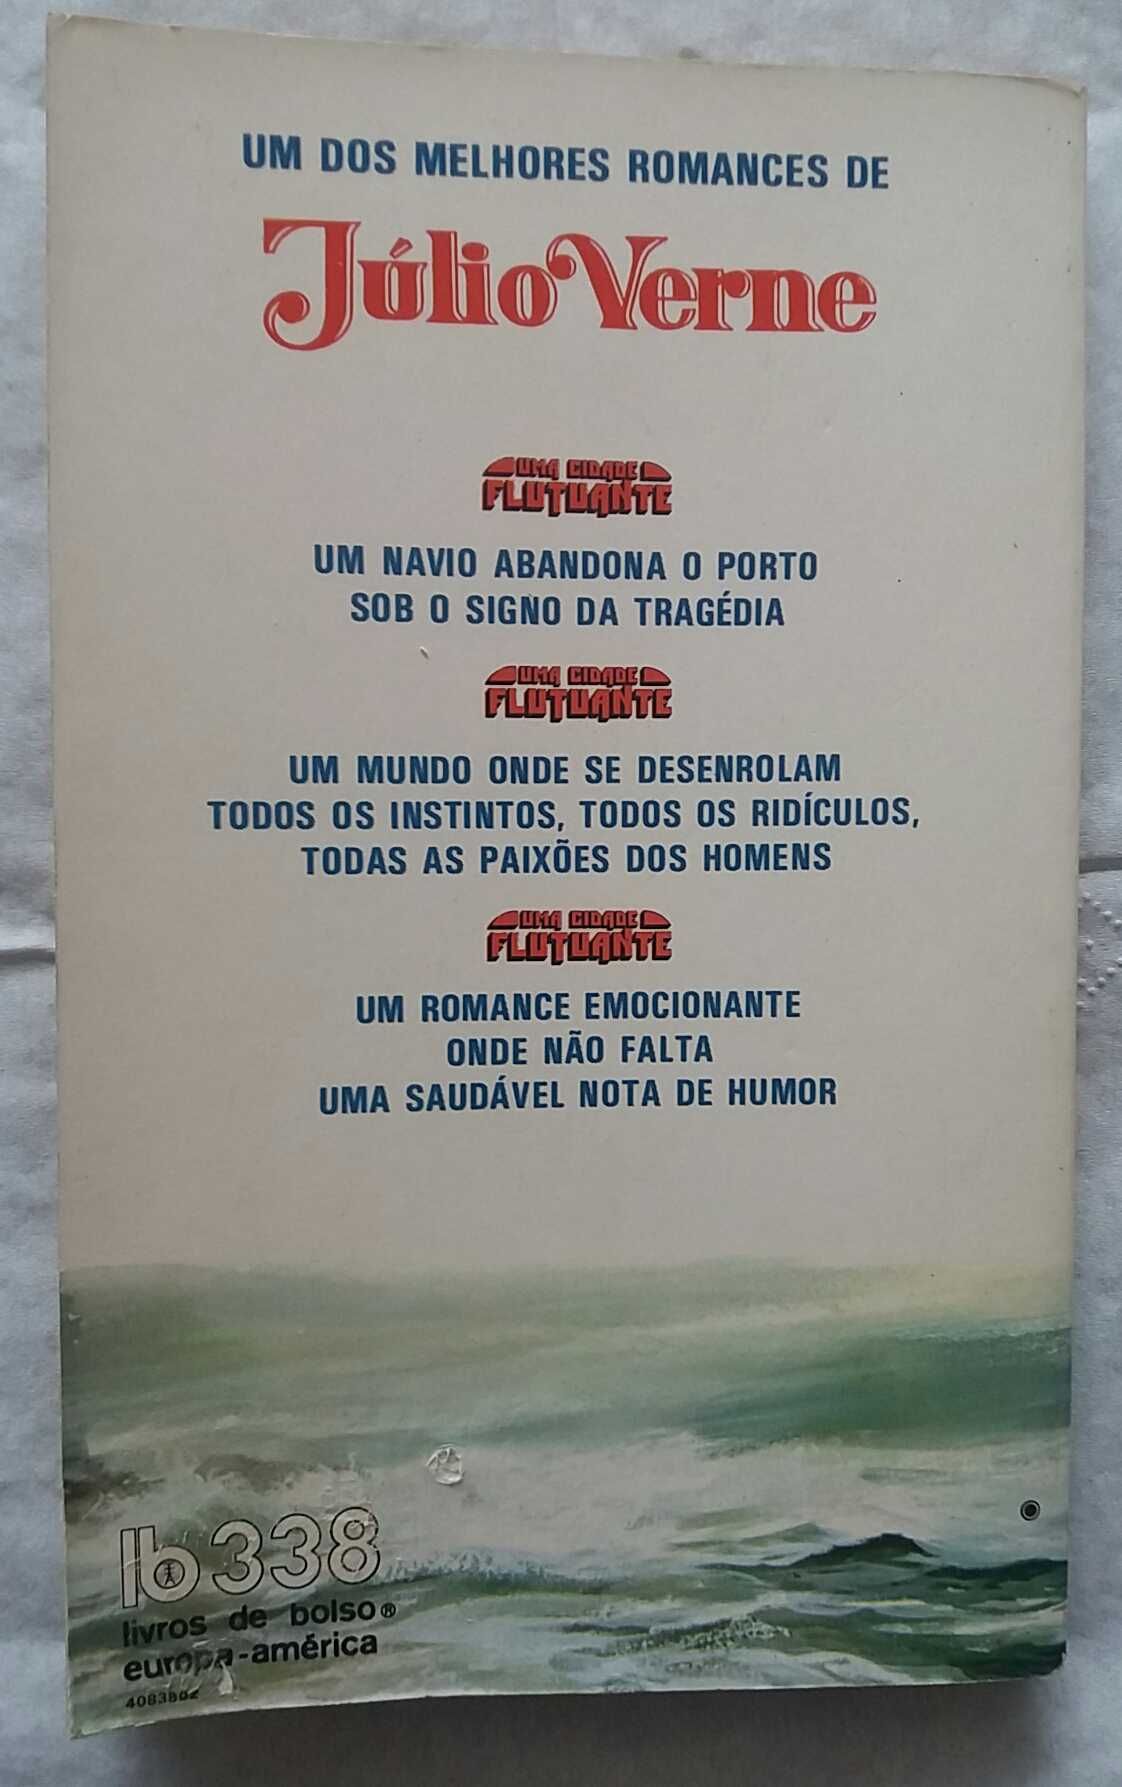 UM DOS MELHORES ROMANCES DE
Júlio Verne
UMA CIDADE
FLUTUANTE
UM NAVIO ABANDONA O PORTO
SOB O SIGNO DA TRAGÉDIA
UMA CIDADE
FLUTUANTE
UM MUNDO ONDE SE DESENROLAM
TODOS OS INSTINTOS, TODOS OS RIDÍCULOS,
TODAS AS PAIXÕES DOS HOMENS
UMA CIDADE
FLUTUANTE
UM ROMANCE EMOCIONANTE
ONDE NÃO FALTA
UMA SAUDÁVEL NOTA DE HUMOR
lb 338
livros de bolso®
europa-américa
4083802